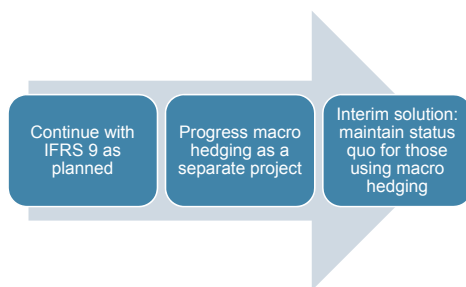 Continue with
IFRS 9 as
planned
Progress macro
hedging as a
separate project
Interim solution:
maintain status
quo for those
using macro
hedging